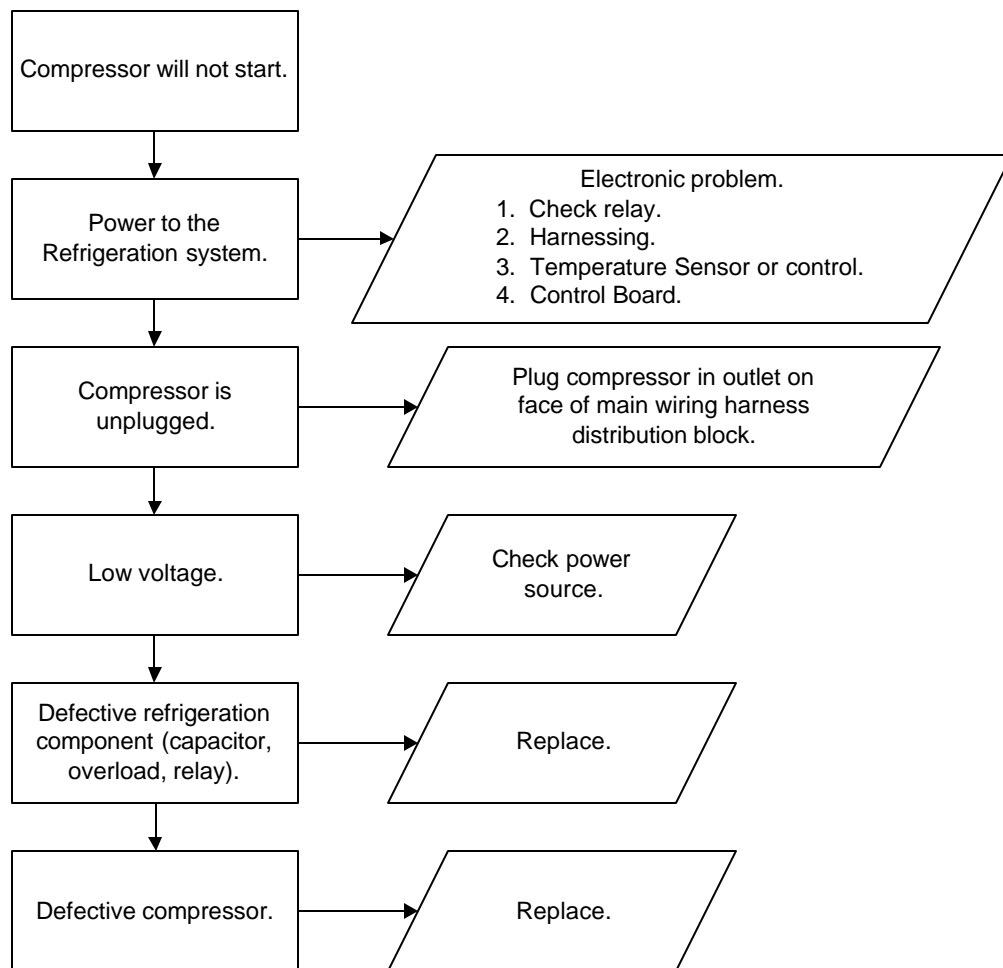 Compressor will not start.
Power to the
Refrigeration system.
Electronic problem.
1. Check relay.
2. Harnessing.
3. Temperature Sensor or control.
4. Control Board.
Compressor is
unplugged.
Plug compressor in outlet on
face of main wiring harness
distribution block.
Low voltage.
Check power
source.
Defective refrigeration
component (capacitor,
overload, relay).
Replace.
Defective compressor.
Replace.